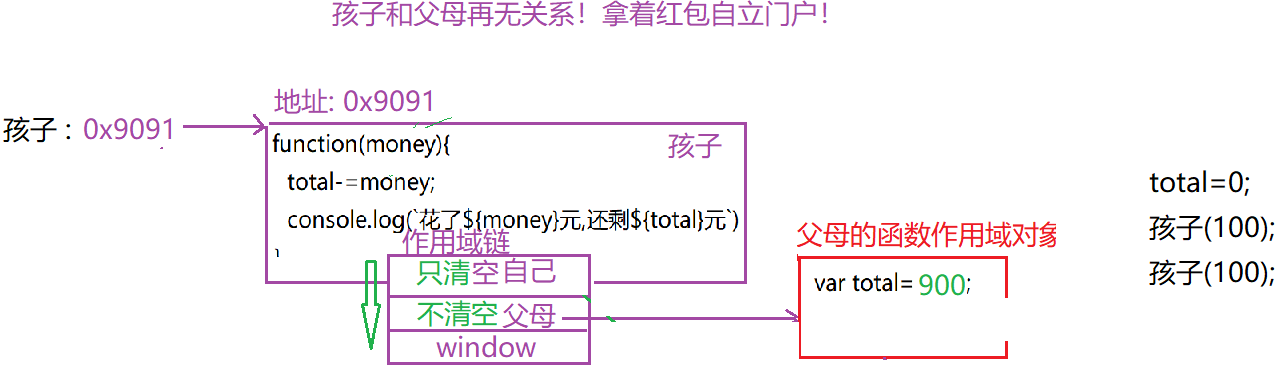 孩子和父母再无关系！拿着红包自立门户！
地址: 0x9091
孩子 : 0x9091
function(money){
孩子
total-=money;
console.log(`花了${money}元,还剩${total}元`)
作用域链
只清空自己
不清空父母
window
父母的函数作用域对象
var total= 900;
total=0;
孩子(100);
孩子(100);